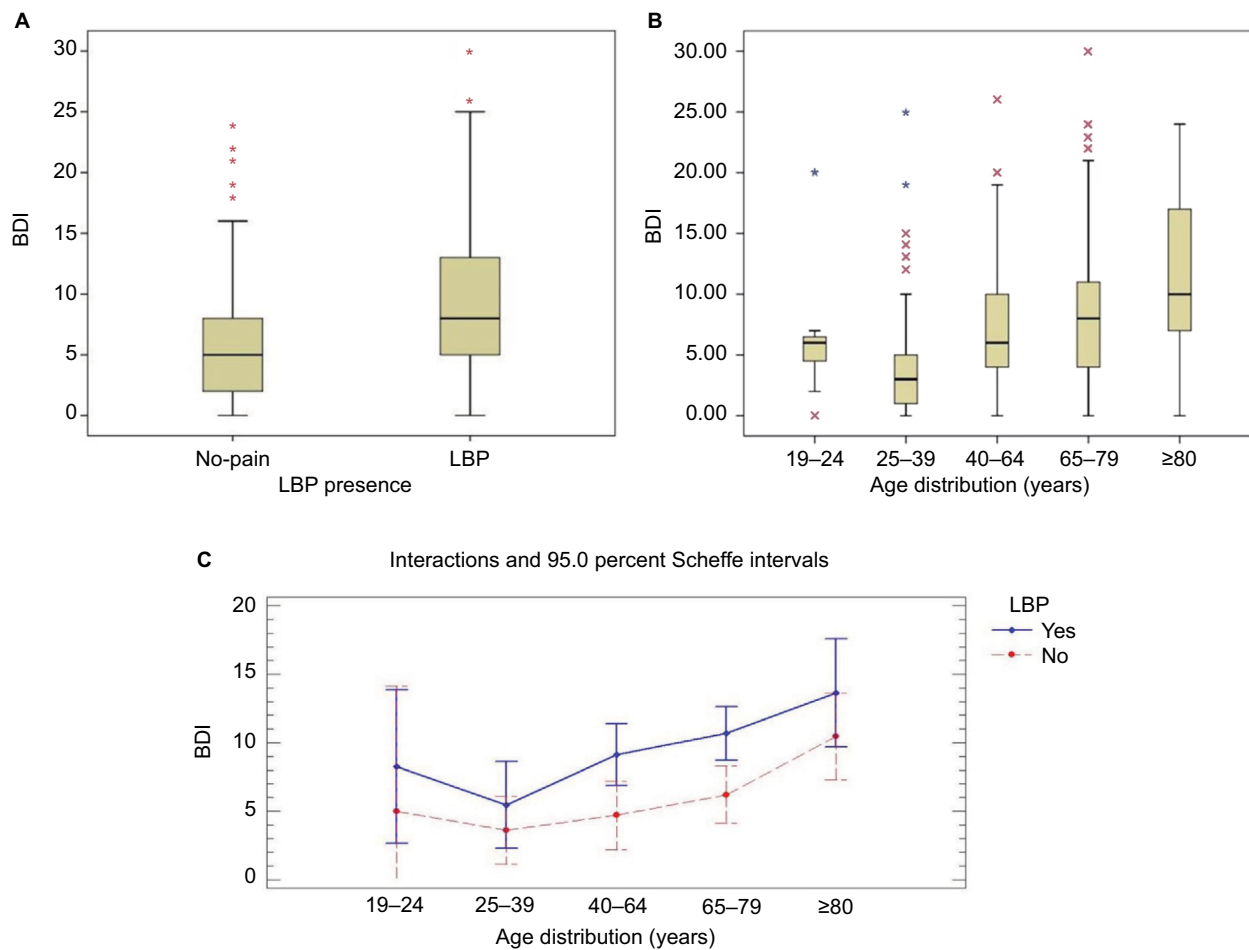 A
BDI
30
25
20
15
10
5
0
No-pain LBP
LBP presence
B
BDI
30.00
25.00
20.00
15.00
10.00
5.00
0.00
19–24 25–39 40–64 65–79 ≥80
Age distribution (years)
C Interactions and 95.0 percent Scheffe intervals
BDI
20
15
10
5
0
19–24 25–39 40–64 65–79 ≥80
Age distribution (years)
LBP
Yes
No